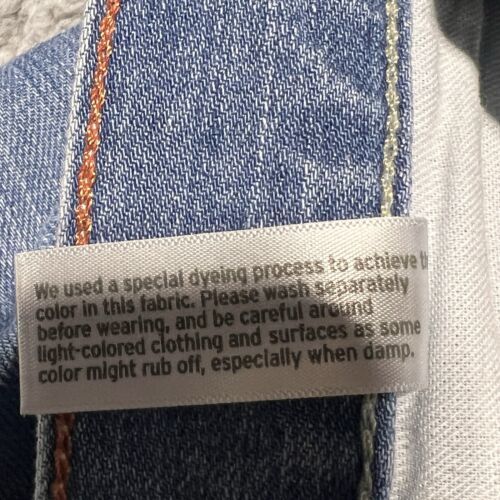 We used a special dyeing process to achieve
color in this fabric. Please wash separately
before wearing, and be careful around
light-colored clothing and surfaces as some
color might rub off, especially when damp.